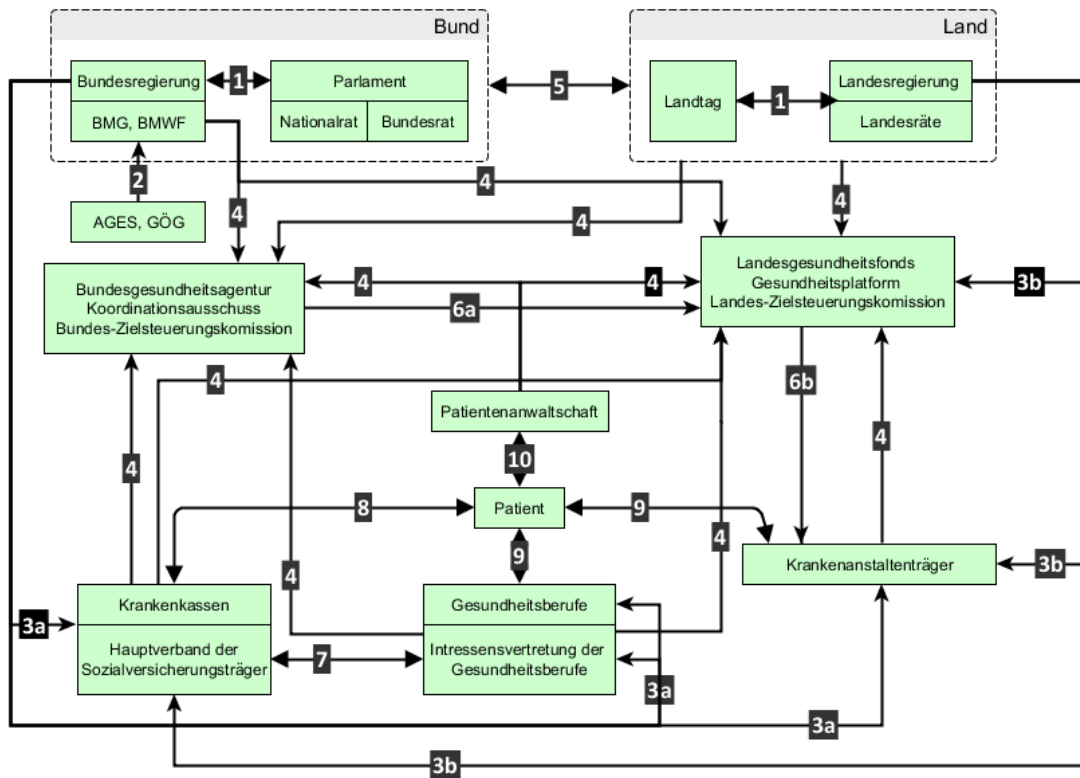 Bund
Land
Bundesregierung
1
Parlament
BMG, BMWF
Nationalrat
Bundesrat
5
Landtag
1
Landesregierung
Landesräte
2
4
4
AGES, GÖG
4
4
Bundesgesundheitsagentur
Koordinationsausschuss
Bundes-Zielsteuerungskomission
4
4
6a
Landesgesundheitsfonds
Gesundheitsplatform
Landes-Zielsteuerungskomission
3b
4
6b
Patientenanwaltschaft
4
4
10
8
Patient
9
9
4
4
Krankenanstaltenträger
3b
Krankenkassen
Hauptverband der
Sozialversicherungsträger
3a
7
Gesundheitsberufe
Intressensvertretung der
Gesundheitsberufe
3a
3a
3b